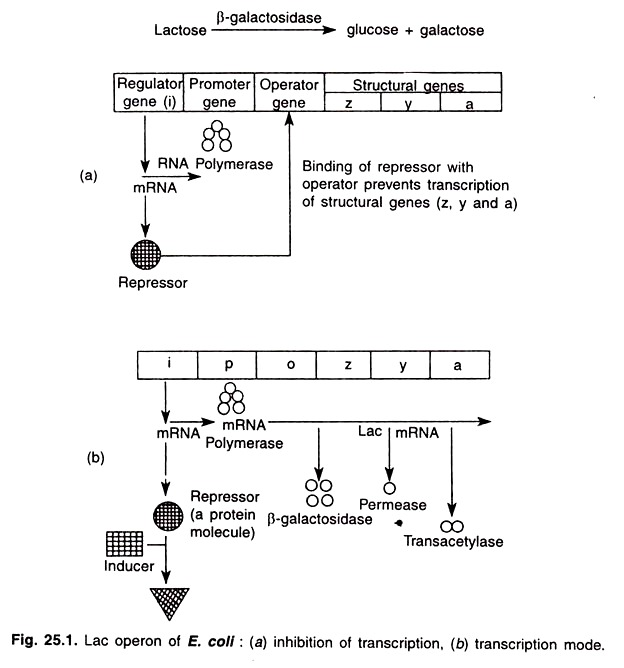 β-galactosidase
Lactose glucose + galactose
Regulator Promoter Operator Structural genes
gene (i) gene gene z y a
RNA Polymerase
(a)
mRNA
Binding of repressor with
operator prevents transcription
of structural genes (z, y and a)
Repressor
i p o z y a
mRNA mRNA Lac mRNA
Polymerase
(b)
Repressor
(a protein
molecule)
β-galactosidase
Permease
Transacetylase
Inducer
Fig. 25.1. Lac operon of E. coli : (a) inhibition of transcription, (b) transcription mode.